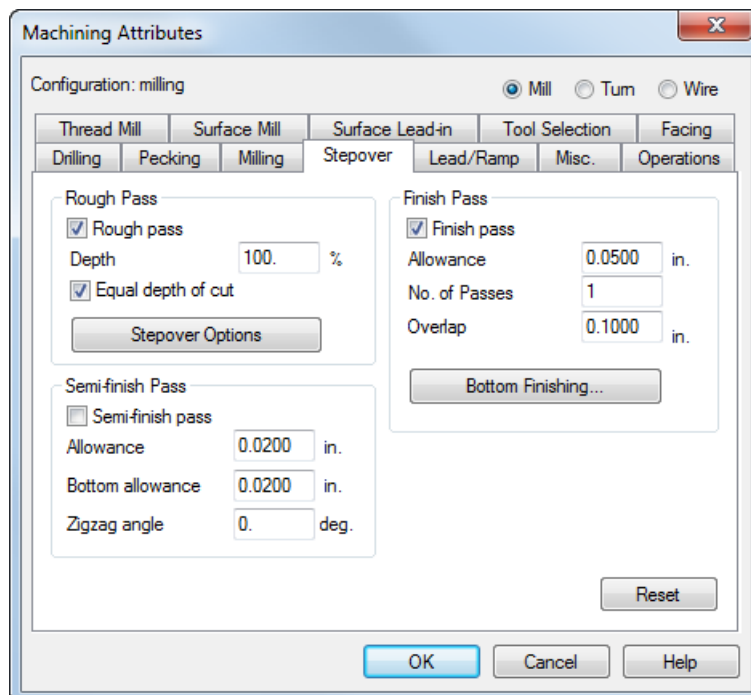 Machining Attributes
Configuration: milling
Mill
Turn
Wire
Thread Mill
Surface Mill
Surface Lead-in
Tool Selection
Facing
Drilling
Pecking
Milling
Stepover
Lead/Ramp
Misc.
Operations
Rough Pass
Rough pass
Depth 100. %
Equal depth of cut
Stepover Options
Semi-finish Pass
Semi-finish pass
Allowance 0.0200 in.
Bottom allowance 0.0200 in.
Zigzag angle 0. deg.
Finish Pass
Finish pass
Allowance 0.0500 in.
No. of Passes 1
Overlap 0.1000 in.
Bottom Finishing...
Reset
OK
Cancel
Help